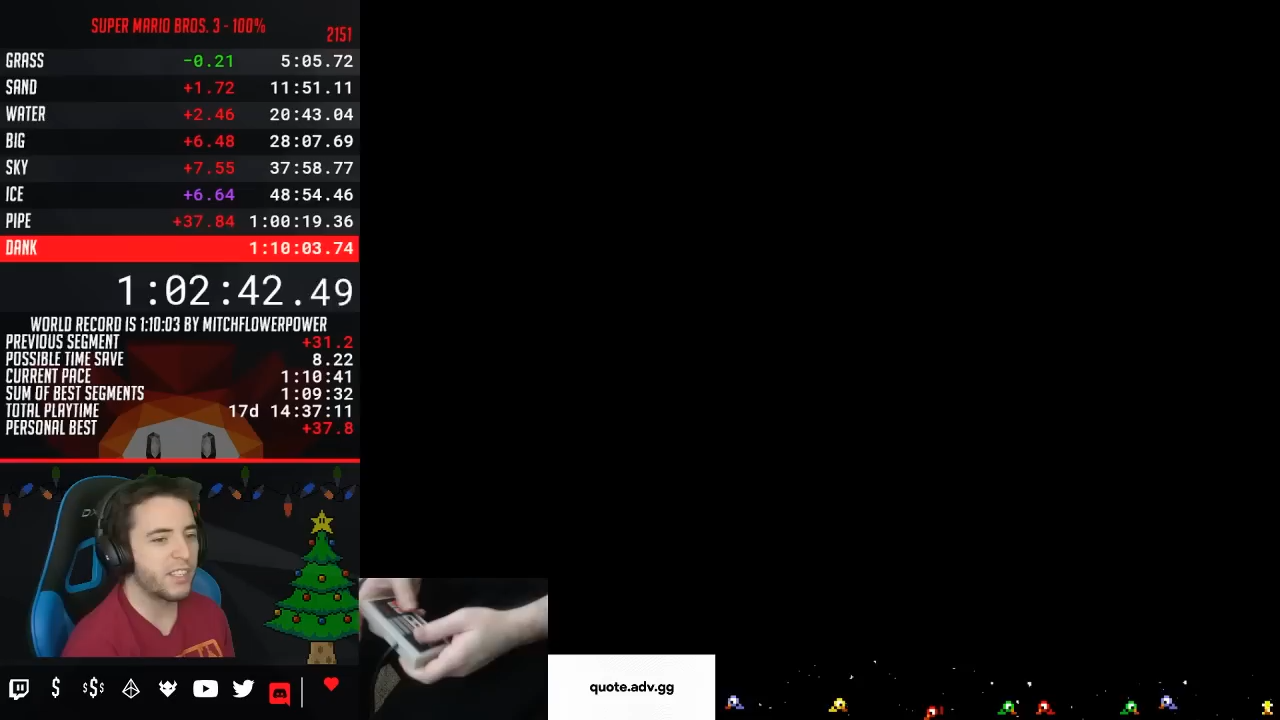 SUPER MARIO BROS. 3 - 100%
2151
GRASS -0.21 5:05.72
SAND +1.72 11:51.11
WATER +2.46 20:43.04
BIG +6.48 28:07.69
SKY +7.55 37:58.77
ICE +6.64 48:54.46
PIPE +37.84 1:00:19.36
DANK 1:10:03.74
1:02:42.49
WORLD RECORD IS 1:10:03 BY MITCHFLOWERPOWER
PREVIOUS SEGMENT +31.2
POSSIBLE TIME SAVE 8.22
CURRENT PACE 1:10:41
SUM OF BEST SEGMENTS 1:09:32
TOTAL PLAYTIME 17d 14:37:11
PERSONAL BEST +37.8
DX
$ $$$
quote.adv.gg